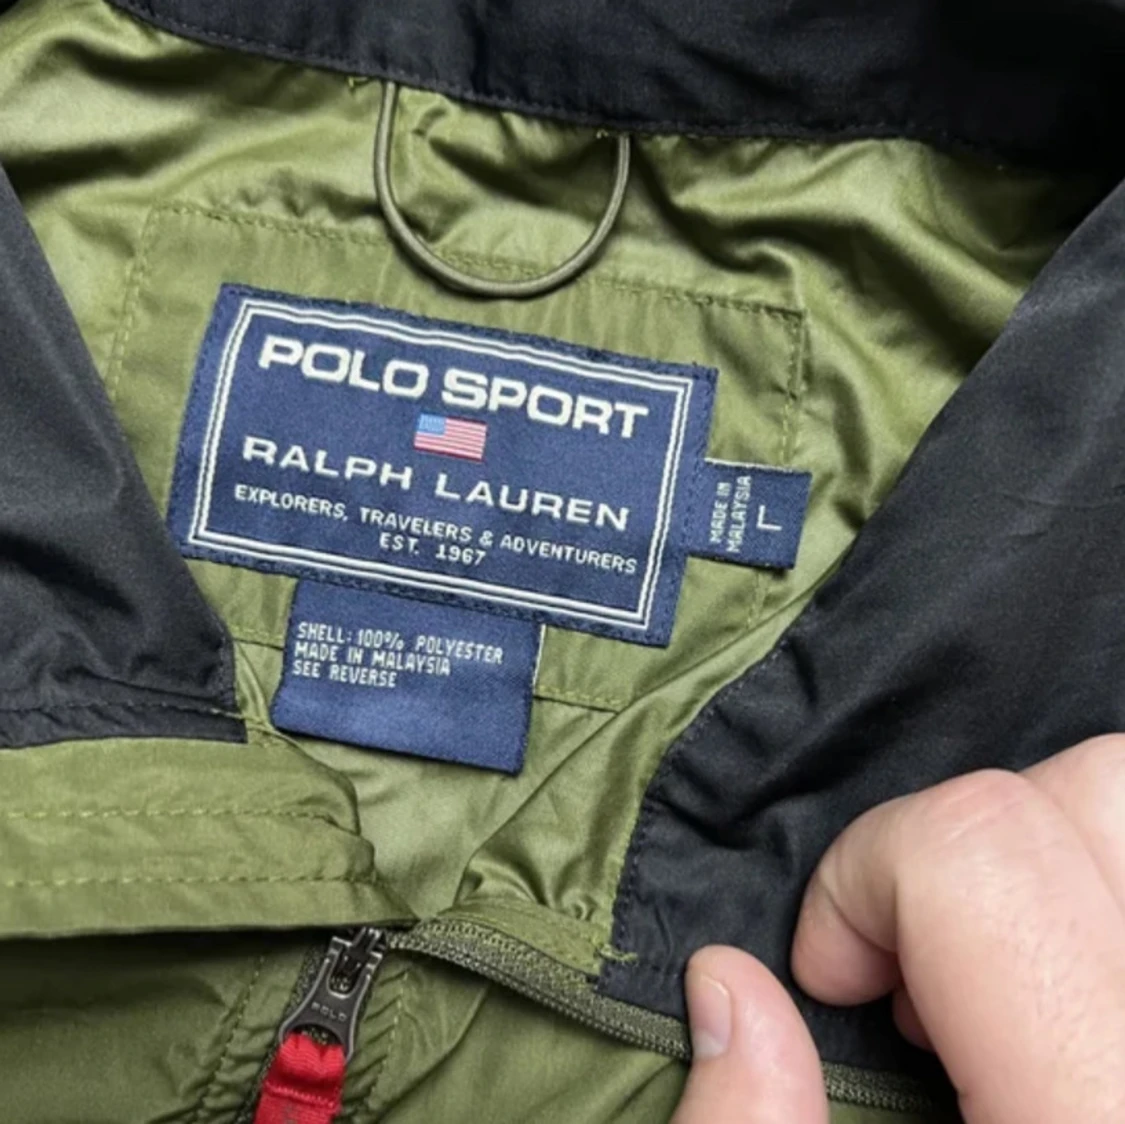 POLO SPORT
RALPH LAUREN
EXPLORERS, TRAVELERS & ADVENTURERS
EST. 1967
MADE IN
MALAYSIA
L
SHELL: 100% POLYESTER
MADE IN MALAYSIA
SEE REVERSE
POLO